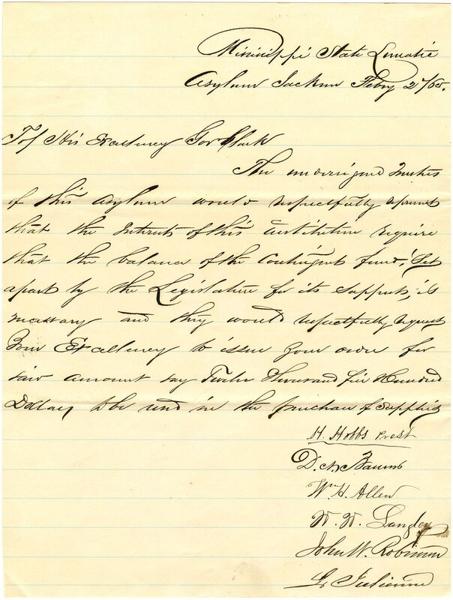 Mississippi State Lunatic
Asylum Jackson Feby 2/65.
To/ His Excellency Gov Clark
The undersigned Trustees
of this Asylum would respectfully represent
that the Interests of this Institution require
that the balance of the Contingent fund, Set
apart by the Legislature for its support, is
necessary and they would respectfully request
Your Excellency to issue your order for
said amount say Twelve Thousand five Hundred
Dollars, to be used in the purchase of supplies
H. Hobbs Prest
Wm H. Allen
W. W. Langley
John W. Robinson
L. Julienne